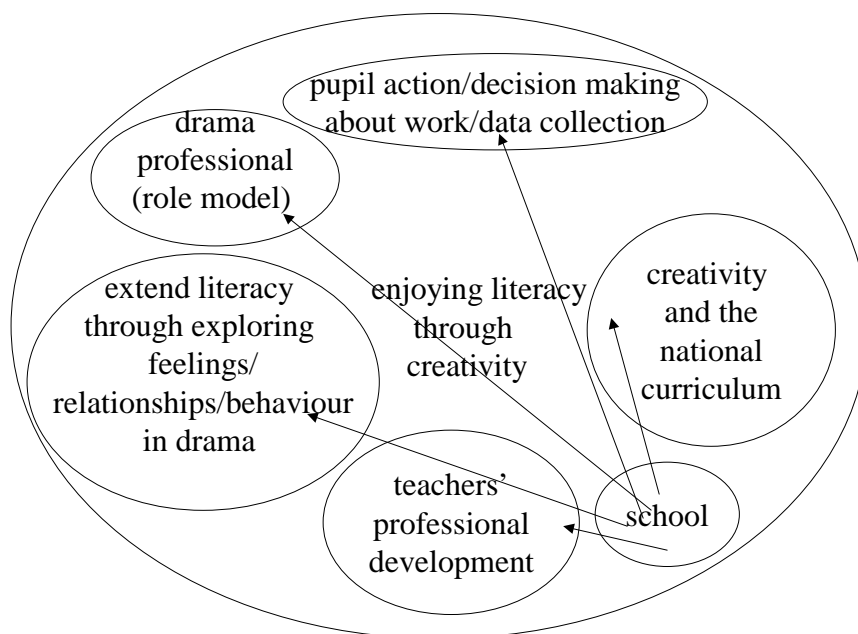 pupil action/decision making
about work/data collection
drama
professional
(role model)
extend literacy
through exploring
feelings/
relationships/behaviour
in drama
enjoying literacy
through
creativity
creativity
and the
national
curriculum
teachers’
professional
development
school